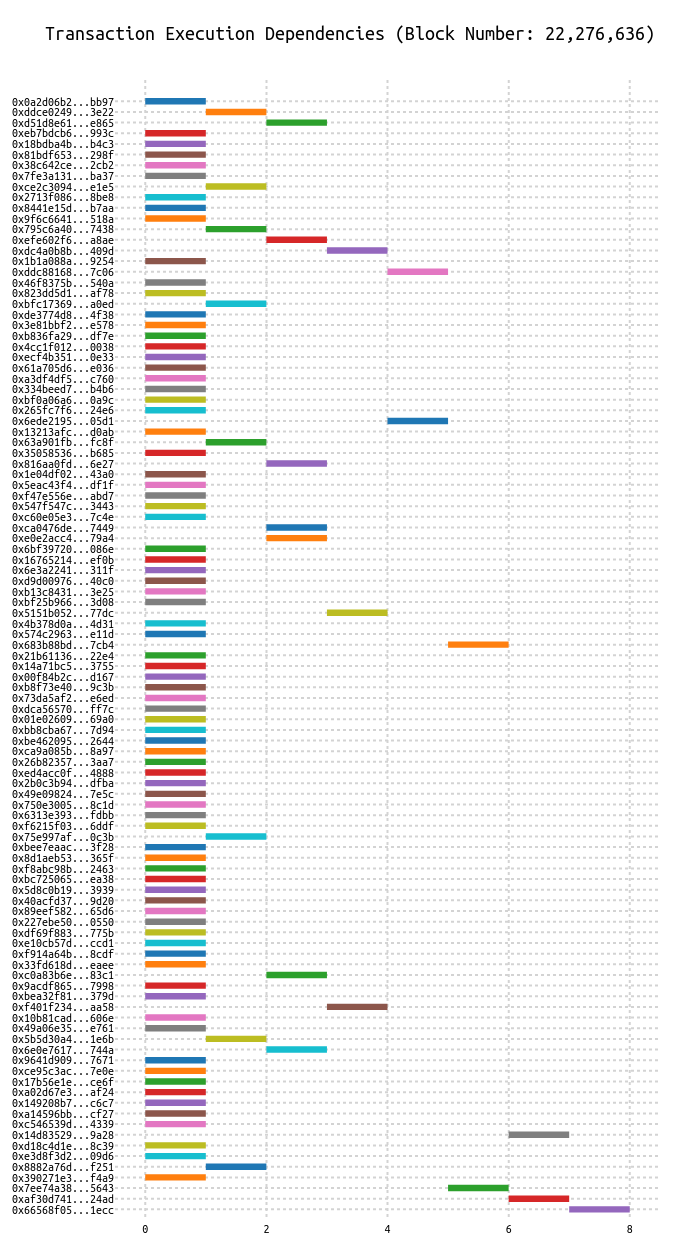 Transaction Execution Dependencies (Block Number: 22,276,636)
0x0a2d06b2...bb97
0xddce0249...3e22
0xd51d8e61...e865
0xeb7bdcb6...993c
0x18bdba4b...b4c3
0x81bdf653...298f
0x38c642ce...2cb2
0x7fe3a131...ba37
0xce2c3094...e1e5
0x2713f086...8be8
0x8441e15d...b7aa
0x9f6c6641...518a
0x795c6a40...7438
0xefe602f6...a8ae
0xdc4a0b8b...409d
0x1b1a088a...9254
0xddc88168...7c06
0x46f8375b...540a
0x823dd5d1...af78
0xbfc17369...a0ed
0xde3774d8...4f38
0x3e81bbf2...e578
0xb836fa29...df7e
0x4cc1f012...0038
0xecf4b351...0e33
0x61a705d6...e036
0xa3df4df5...c760
0x334beed7...b4b6
0xbf0a06a6...0a9c
0x265fc7f6...24e6
0x6ede2195...05d1
0x13213afc...d0ab
0x63a901fb...fc8f
0x35058536...b685
0x816aa0fd...6e27
0x1e04df02...43a0
0x5eac43f4...df1f
0xf47e556e...abd7
0x547f547c...3443
0xc60e05e3...7c4e
0xca0476de...7449
0xe0e2acc4...79a4
0x6bf39720...086e
0x16765214...ef0b
0x6e3a2241...311f
0xd9d00976...40c0
0xb13c8431...3e25
0xbf25b966...3d08
0x5151b052...77dc
0x4b378d0a...4d31
0x574c2963...e11d
0x683b88bd...7cb4
0x21b61136...22e4
0x14a71bc5...3755
0x00f84b2c...d167
0xb8f73e40...9c3b
0x73da5af2...e6ed
0xdca56570...ff7c
0x01e02609...69a0
0xbb8cba67...7d94
0xbe462095...2644
0xca9a085b...8a97
0x26b82357...3aa7
0xed4acc0f...4888
0x2b0c3b94...dfba
0x49e09824...7e5c
0x750e3005...8c1d
0x6313e393...fdbb
0xf6215f03...6ddf
0x75e997af...0c3b
0xbee7eaac...3f28
0x8d1aeb53...365f
0xf8abc98b...2463
0xbc725065...ea38
0x5d8c0b19...3939
0x40acfd37...9d20
0x89eef582...65d6
0x227ebe50...0550
0xdf69f883...775b
0xe10cb57d...ccd1
0xf914a64b...8cdf
0x33fd618d...eaee
0xc0a83b6e...83c1
0x9acdf865...7998
0xbea32f81...379d
0xf401f234...aa58
0x10b81cad...606e
0x49a06e35...e761
0x5b5d30a4...1e6b
0x6e0e7617...744a
0x9641d909...7671
0xce95c3ac...7e0e
0x17b56e1e...ce6f
0xa02d67e3...af24
0x149208b7...c6c7
0xa14596bb...cf27
0xc546539d...4339
0x14d83529...9a28
0xd18c4d1e...8c39
0xe3d8f3d2...09d6
0x8882a76d...f251
0x390271e3...f4a9
0x7ee74a38...5643
0xaf30d741...24ad
0x66568f05...1ecc
0 2 4 6 8